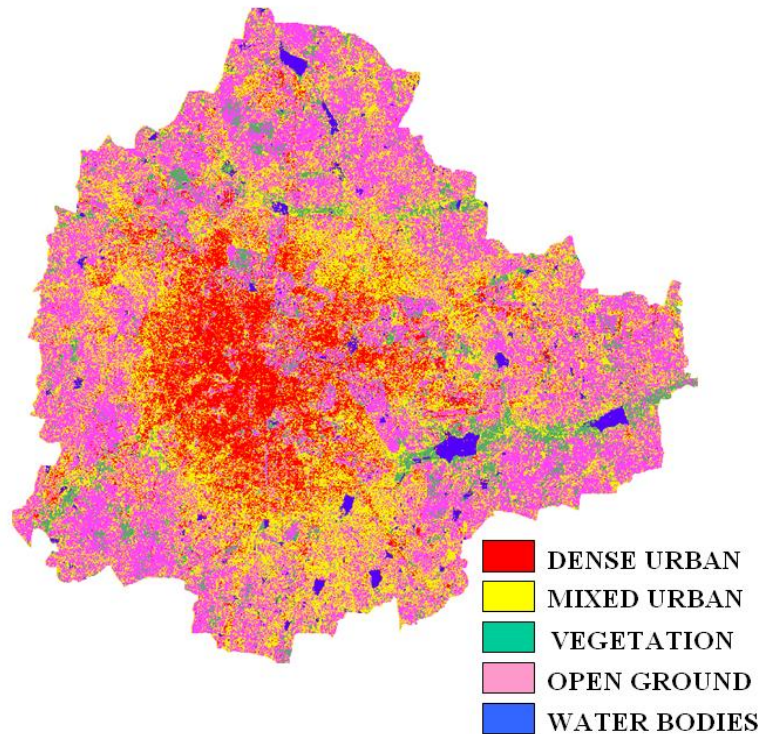 DENSE URBAN
MIXED URBAN
VEGETATION
OPEN GROUND
WATER BODIES